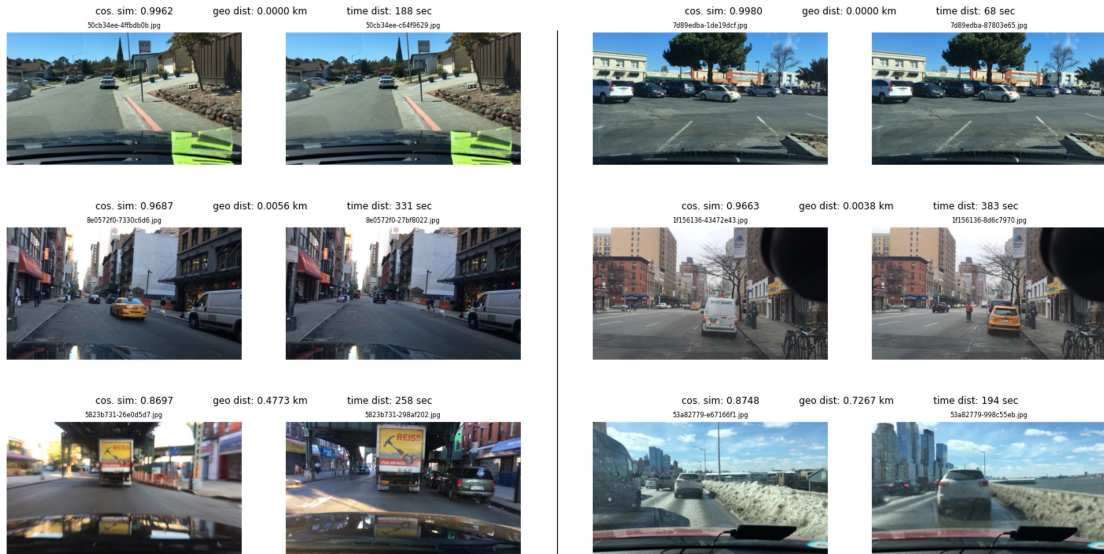 cos. sim: 0.9962 geo dist: 0.0000 km time dist: 188 sec
50cb34ee-4ffbdb0b.jpg 50cb34ee-c64f9629.jpg
cos. sim: 0.9980 geo dist: 0.0000 km time dist: 68 sec
7d89edba-1de19dcf.jpg 7d89edba-87803e65.jpg
cos. sim: 0.9687 geo dist: 0.0056 km time dist: 331 sec
8e0572f0-7330c6d6.jpg 8e0572f0-27bf8022.jpg
cos. sim: 0.9663 geo dist: 0.0038 km time dist: 383 sec
1f156136-43472e43.jpg 1f156136-8d6c7970.jpg
cos. sim: 0.8697 geo dist: 0.4773 km time dist: 258 sec
5823b731-26e0d5d7.jpg 5823b731-298af202.jpg
REISS
REISS
cos. sim: 0.8748 geo dist: 0.7267 km time dist: 194 sec
53a82779-e67166f1.jpg 53a82779-998c55eb.jpg